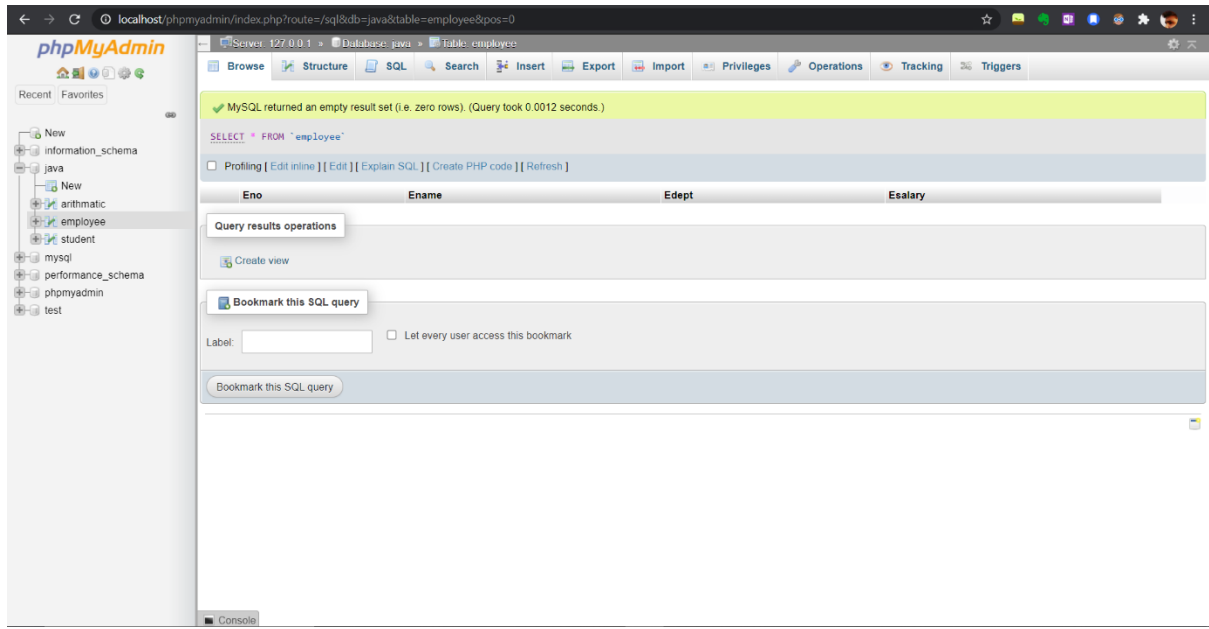 localhost/phpmyadmin/index.php?route=/sql&db=java&table=employee&pos=0
phpMyAdmin
Recent Favorites
New
information_schema
java
New
arithmatic
employee
student
mysql
performance_schema
phpmyadmin
test
Server: 127.0.0.1 » Database: java » Table: employee
Browse Structure SQL Search Insert Export Import Privileges Operations Tracking Triggers
MySQL returned an empty result set (i.e. zero rows). (Query took 0.0012 seconds.)
SELECT * FROM `employee`
Profiling [ Edit inline ] [ Edit ] [ Explain SQL ] [ Create PHP code ] [ Refresh ]
Eno Ename Edept Esalary
Query results operations
Create view
Bookmark this SQL query
Label: Let every user access this bookmark
Bookmark this SQL query
Console